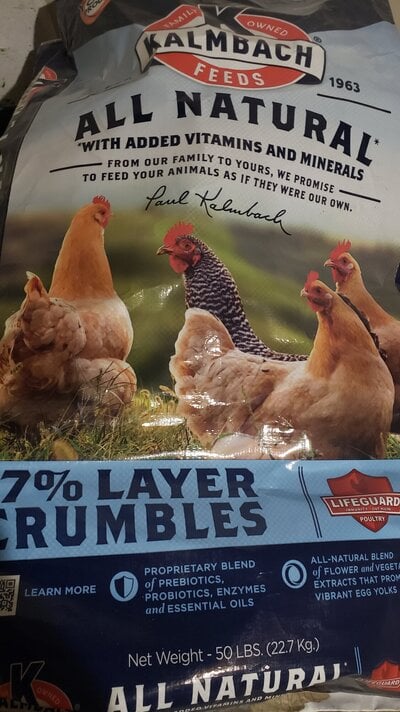 FAMILY OWNED
KALMBACH®
FEEDS
1963
ALL NATURAL*
*WITH ADDED VITAMINS AND MINERALS
FROM OUR FAMILY TO YOURS, WE PROMISE
TO FEED YOUR ANIMALS AS IF THEY WERE OUR OWN.
Paul Kalmbach
7% LAYER
CRUMBLES
LIFEGUARD
POULTRY
LEARN MORE
PROPRIETARY BLEND
of PREBIOTICS,
PROBIOTICS, ENZYMES
and ESSENTIAL OILS
ALL-NATURAL BLEND
of FLOWER and VEGETA
EXTRACTS THAT PROM
VIBRANT EGG YOLKS
Net Weight - 50 LBS. (22.7 Kg.)
K
OWNED
ALL NATURAL